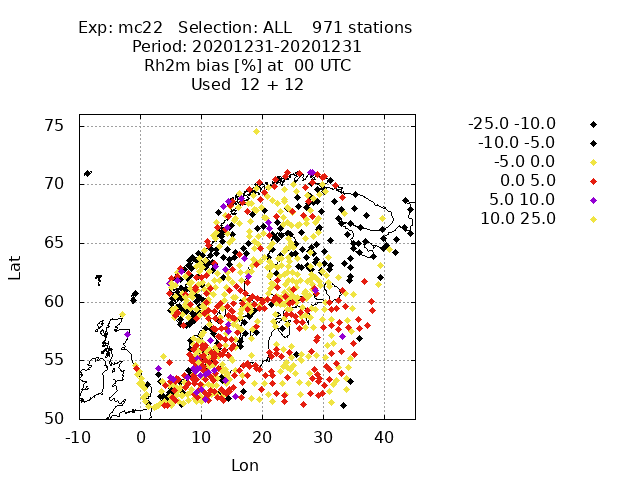 Exp: mc22 Selection: ALL 971 stations
Period: 20201231-20201231
Rh2m bias [%] at 00 UTC
Used 12 + 12
-25.0 -10.0
-10.0 -5.0
-5.0 0.0
0.0 5.0
5.0 10.0
10.0 25.0
75
70
65
60
55
50
Lat
-10 0 10 20 30 40
Lon